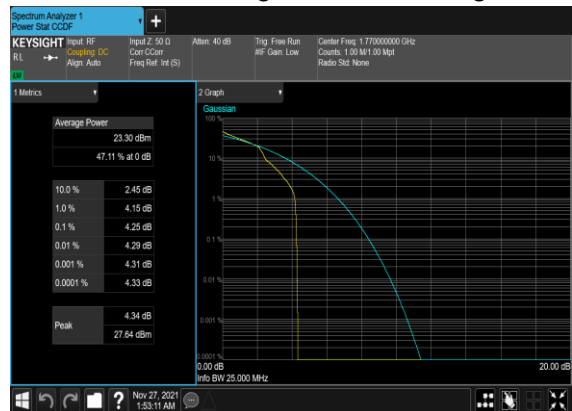 Spectrum Analyzer 1
Power Stat CCDF
+
KEYSIGHT
RL
Input: RF
Coupling: DC
Align: Auto
Input Z: 50 Ω
Corr CCorr
Freq Ref: Int (S)
Atten: 40 dB
Trig: Free Run
#IF Gain: Low
Center Freq: 1.770000000 GHz
Counts: 1.00 M/1.00 Mpt
Radio Std: None
1 Metrics
Average Power
23.30 dBm
47.11 % at 0 dB
10.0 % 2.45 dB
1.0 % 4.15 dB
0.1 % 4.25 dB
0.01 % 4.29 dB
0.001 % 4.31 dB
0.0001 % 4.33 dB
Peak
4.34 dB
27.64 dBm
2 Graph
Gaussian
100 %
10 %
1 %
0.1 %
0.01 %
0.001 %
0.0001 %
0.00 dB 20.00 dB
Info BW 25.000 MHz
?
Nov 27, 2021
1:53:11 AM